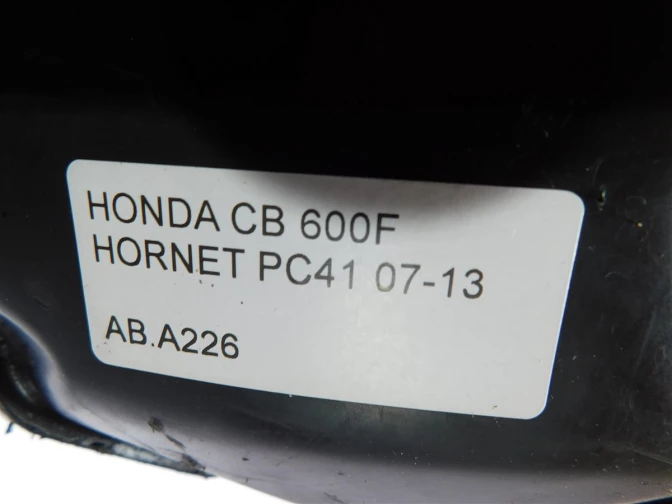 HONDA CB 600F
HORNET PC41 07-13
AB.A226